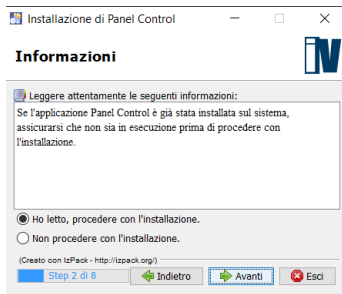 Installazione di Panel Control
Informazioni
Leggere attentamente le seguenti informazioni:
Se l'applicazione Panel Control è già stata installata sul sistema,
assicurarsi che non sia in esecuzione prima di procedere con
l'installazione.
Ho letto, procedere con l'installazione.
Non procedere con l'installazione.
(Creato con IzPack - http://izpack.org/)
Step 2 di 8 Indietro Avanti Esci